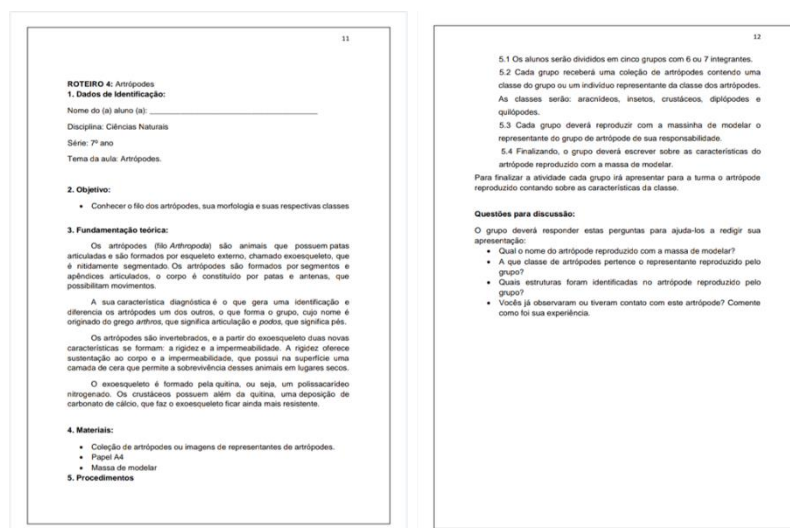 11
ROTEIRO 4: Artrópodes
1. Dados de Identificação:
Nome do (a) aluno (a): ________________________________
Disciplina: Ciências Naturais
Série: 7º ano
Tema da aula: Artrópodes.
2. Objetivo:
• Conhecer o filo dos artrópodes, sua morfologia e suas respectivas classes
3. Fundamentação teórica:
Os artrópodes (filo Arthropoda) são animais que possuem patas
articuladas e são formados por esqueleto externo, chamado exoesqueleto, que
é nitidamente segmentado. Os artrópodes são formados por segmentos e
apêndices articulados, o corpo é constituído por patas e antenas, que
possibilitam movimentos.
A sua característica diagnóstica é o que gera uma identificação e
diferencia os artrópodes um dos outros, o que forma o grupo, cujo nome é
originado do grego arthros, que significa articulação e podos, que significa pés.
Os artrópodes são invertebrados, e a partir do exoesqueleto duas novas
características se formam: a rigidez e a impermeabilidade. A rigidez oferece
sustentação ao corpo e a impermeabilidade, que possui na superfície uma
camada de cera que permite a sobrevivência desses animais em lugares secos.
O exoesqueleto é formado pela quitina, ou seja, um polissacarídeo
nitrogenado. Os crustáceos possuem além da quitina, uma deposição de
carbonato de cálcio, que faz o exoesqueleto ficar ainda mais resistente.
4. Materiais:
• Coleção de artrópodes ou imagens de representantes de artrópodes.
• Papel A4
• Massa de modelar
5. Procedimentos
12
5.1 Os alunos serão divididos em cinco grupos com 6 ou 7 integrantes.
5.2 Cada grupo receberá uma coleção de artrópodes contendo uma
classe do grupo ou um indivíduo representante da classe dos artrópodes.
As classes serão: aracnídeos, insetos, crustáceos, diplópodes e
quilópodes.
5.3 Cada grupo deverá reproduzir com a massinha de modelar o
representante do grupo de artrópode de sua responsabilidade.
5.4 Finalizando, o grupo deverá escrever sobre as características do
artrópode reproduzido com a massa de modelar.
Para finalizar a atividade cada grupo irá apresentar para a turma o artrópode
reproduzido contando sobre as características da classe.
Questões para discussão:
O grupo deverá responder estas perguntas para ajuda-los a redigir sua
apresentação:
• Qual o nome do artrópode reproduzido com a massa de modelar?
• A que classe de artrópodes pertence o representante reproduzido pelo
grupo?
• Quais estruturas foram identificadas no artrópode reproduzido pelo
grupo?
• Vocês já observaram ou tiveram contato com este artrópode? Comente
como foi sua experiência.